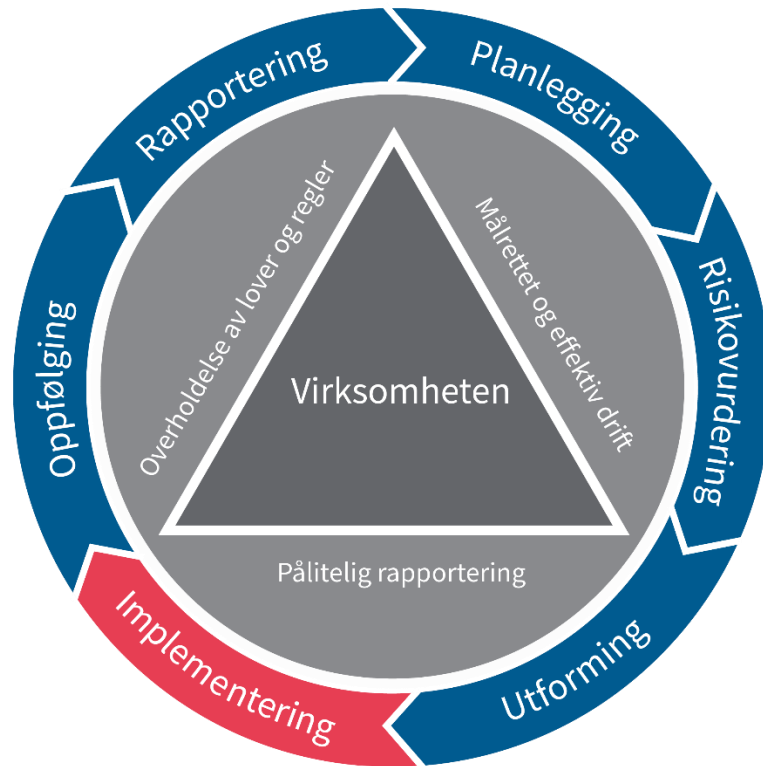 Planlegging
Risikovurdering
Utforming
Implementering
Oppfølging
Rapportering
Overholdelse av lover og regler
Målrettet og effektiv drift
Virksomheten
Pålitelig rapportering